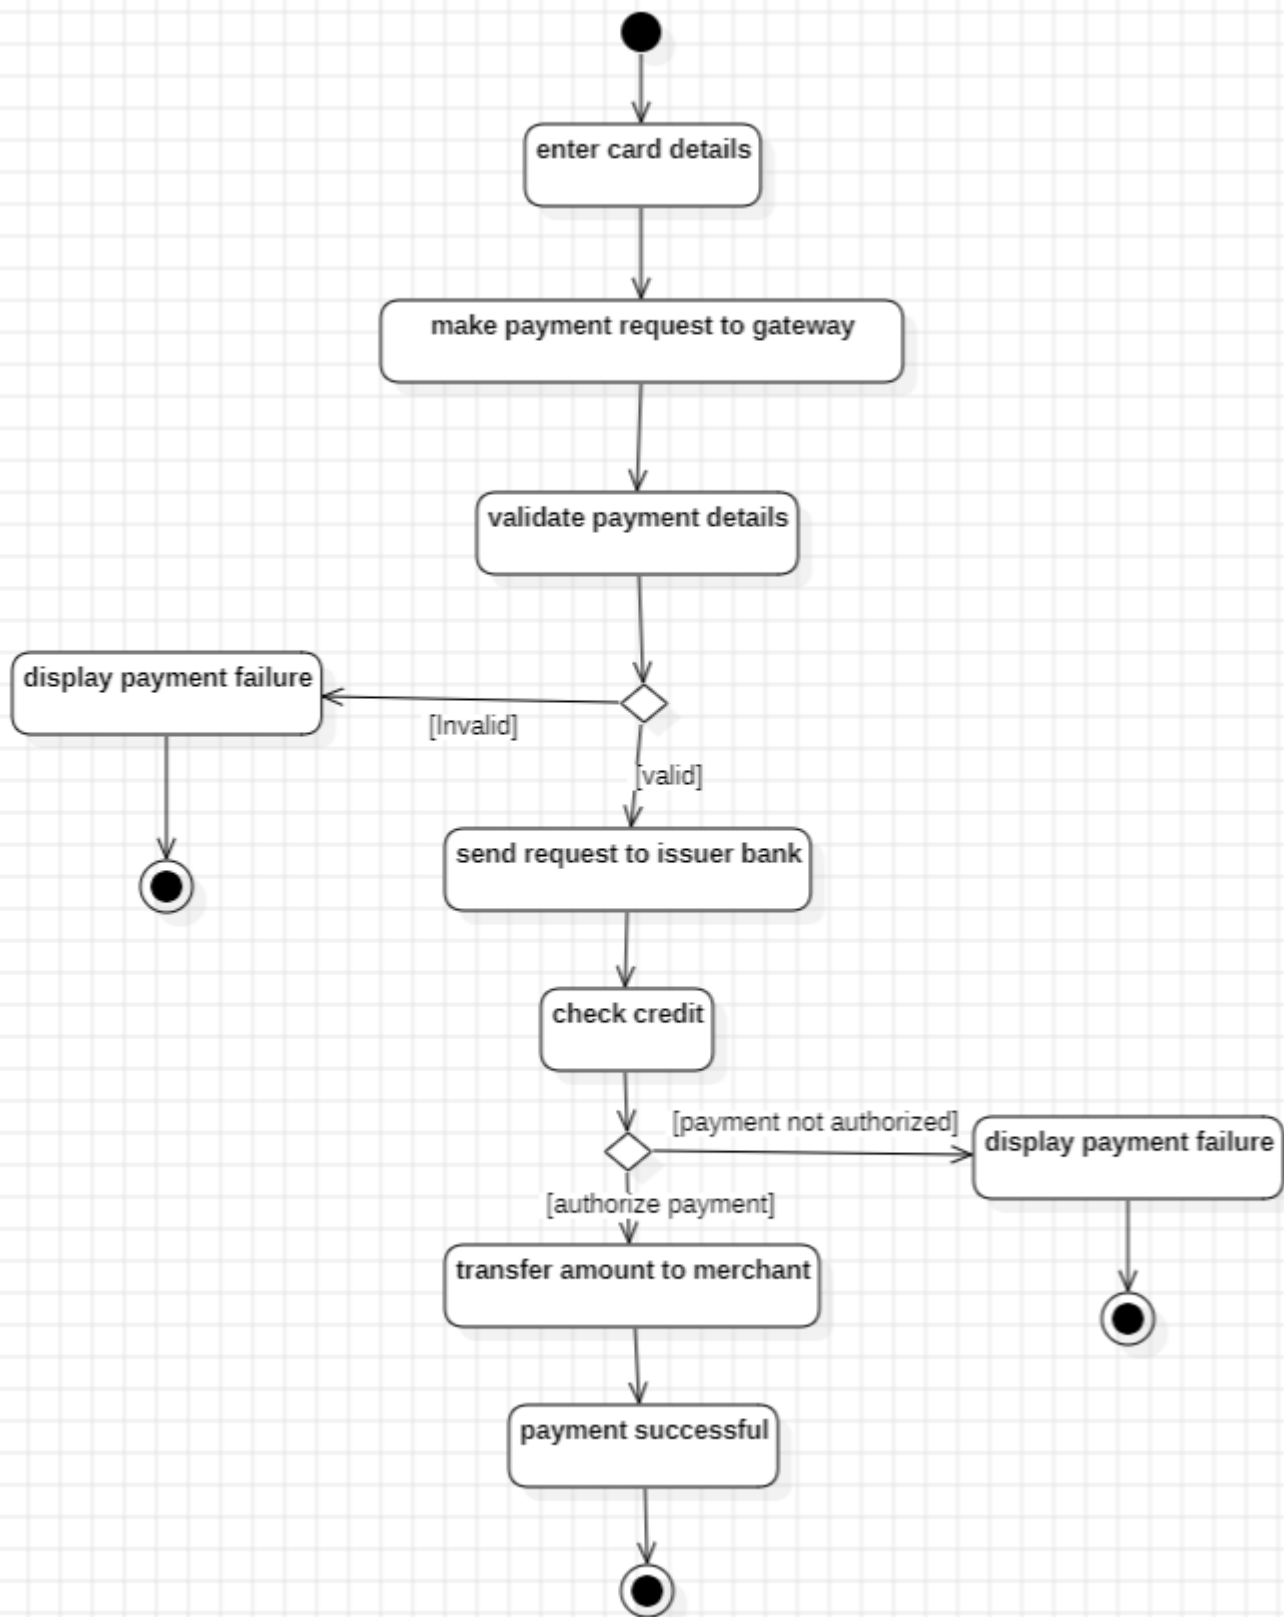 enter card details
make payment request to gateway
validate payment details
display payment failure
[Invalid]
[valid]
send request to issuer bank
check credit
[payment not authorized]
display payment failure
[authorize payment]
transfer amount to merchant
payment successful